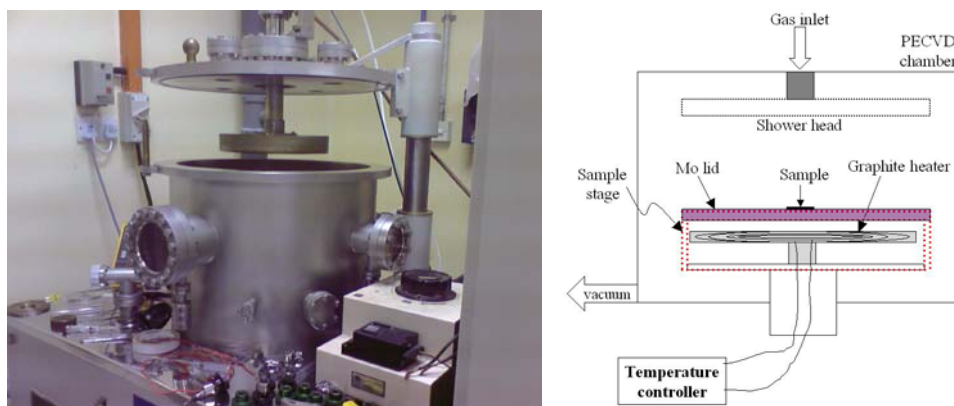 Gas inlet
PECVD
chamber
Shower head
Sample
stage
Mo lid
Sample
Graphite heater
vacuum
Temperature
controller